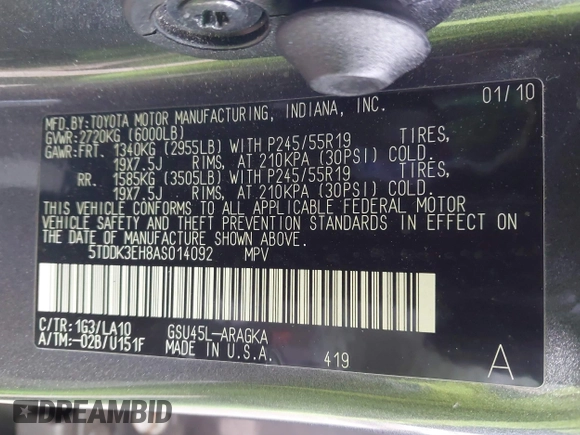 MFD.BY:TOYOTA MOTOR MANUFACTURING, INDIANA, INC. 01/10
GVWR:2720KG (6000LB)
GAWR:FRT. 1340KG (2955LB) WITH P245/55R19 TIRES,
19X7.5J RIMS, AT 210KPA (30PSI) COLD.
RR. 1585KG (3505LB) WITH P245/55R19 TIRES,
19X7.5J RIMS, AT 210KPA (30PSI) COLD.
THIS VEHICLE CONFORMS TO ALL APPLICABLE FEDERAL MOTOR
VEHICLE SAFETY AND THEFT PREVENTION STANDARDS IN EFFECT ON
THE DATE OF MANUFACTURE SHOWN ABOVE.
5TDDK3EH8AS014092 MPV
C/TR:1G3/LA10 GSU45L-ARAGKA
A/TM:-02B/U151F MADE IN U.S.A. 419 A
DREAMBID